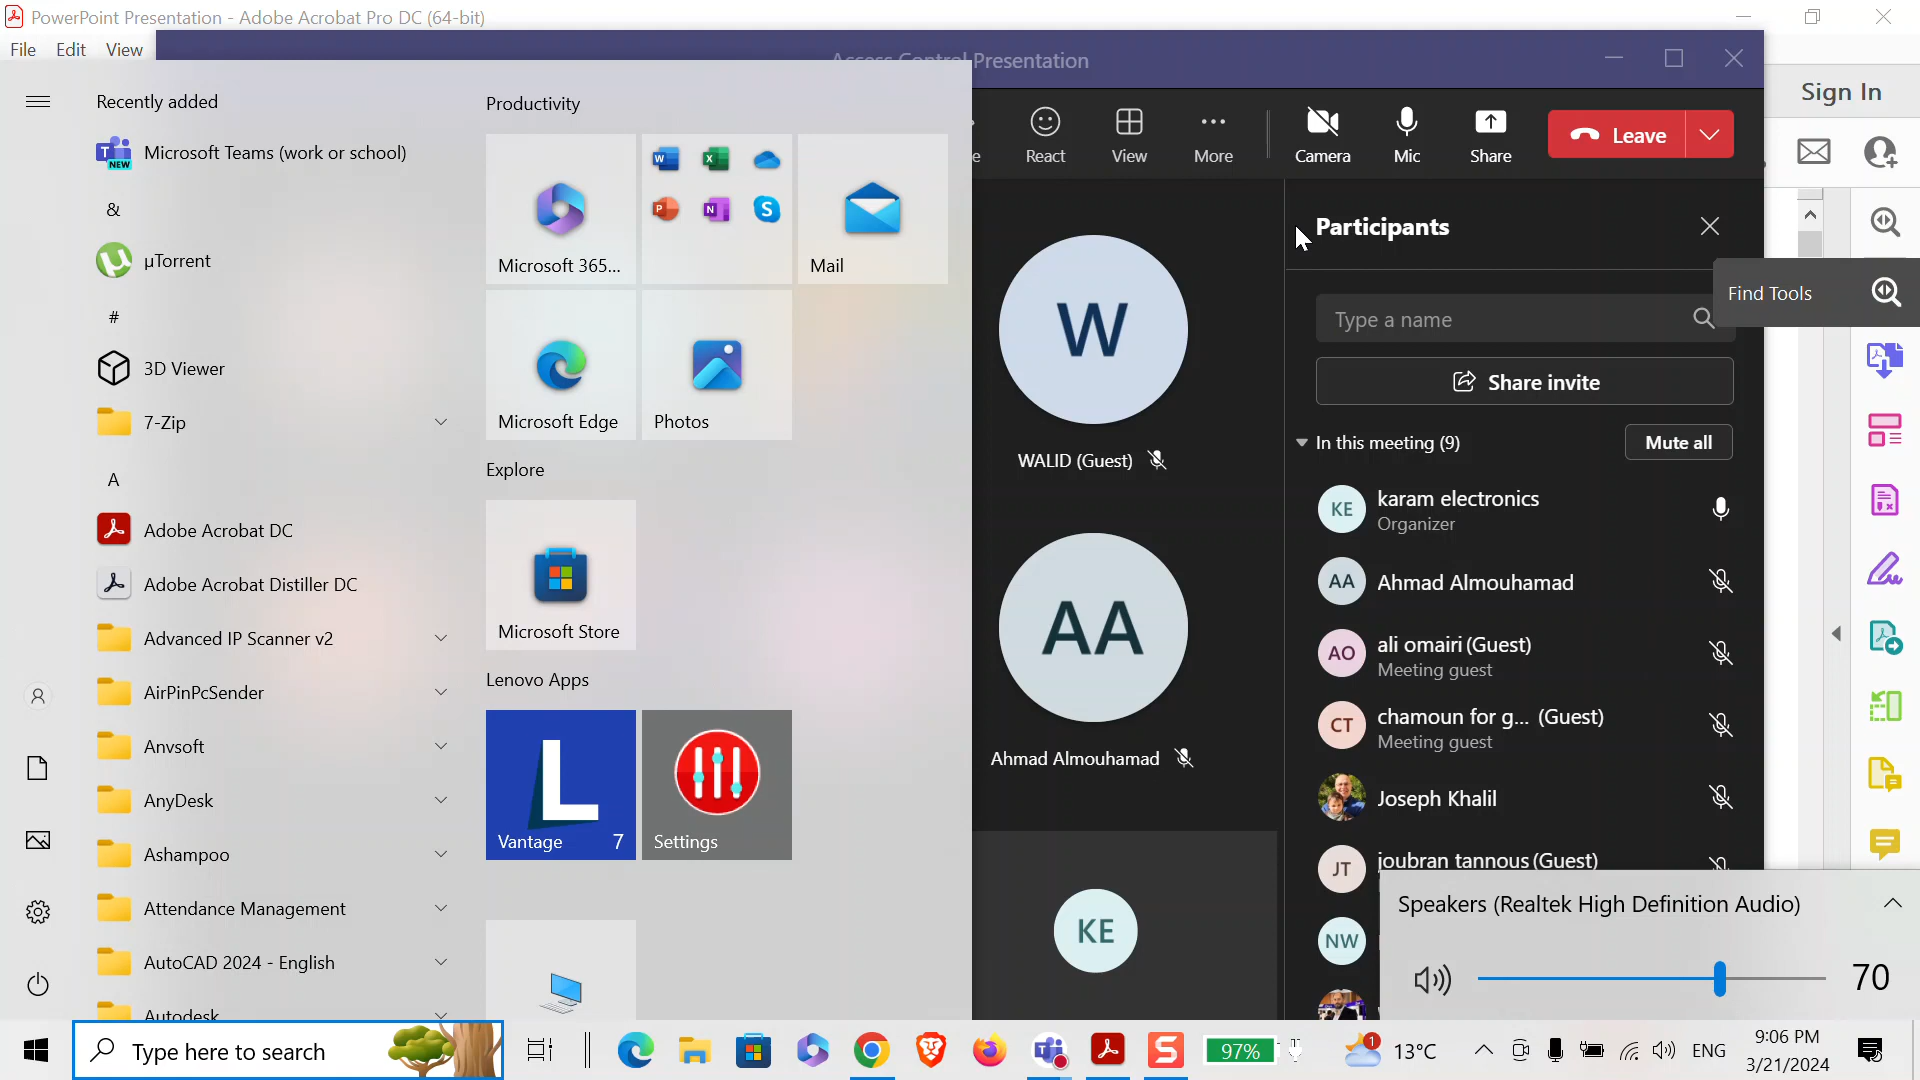 PowerPoint Presentation - Adobe Acrobat Pro DC (64-bit)
File Edit View
Access Control Presentation
Sign In
React
View
More
Camera
Mic
Share
Leave
Recently added
Microsoft Teams (work or school)
NEW
&
µTorrent
#
3D Viewer
7-Zip
A
Adobe Acrobat DC
Adobe Acrobat Distiller DC
Advanced IP Scanner v2
AirPinPcSender
Anvsoft
AnyDesk
Ashampoo
Attendance Management
AutoCAD 2024 - English
Autodesk
Productivity
Microsoft 365...
Mail
Microsoft Edge
Photos
Explore
Microsoft Store
Lenovo Apps
Vantage 7
Settings
W
WALID (Guest)
AA
Ahmad Almouhamad
KE
Participants
Find Tools
Type a name
Share invite
In this meeting (9)
Mute all
KE
karam electronics
Organizer
AA
Ahmad Almouhamad
AO
ali omairi (Guest)
Meeting guest
CT
chamoun for g... (Guest)
Meeting guest
Joseph Khalil
JT
joubran tannous (Guest)
NW
Speakers (Realtek High Definition Audio)
70
Type here to search
97%
1
13°C
ENG
9:06 PM
3/21/2024